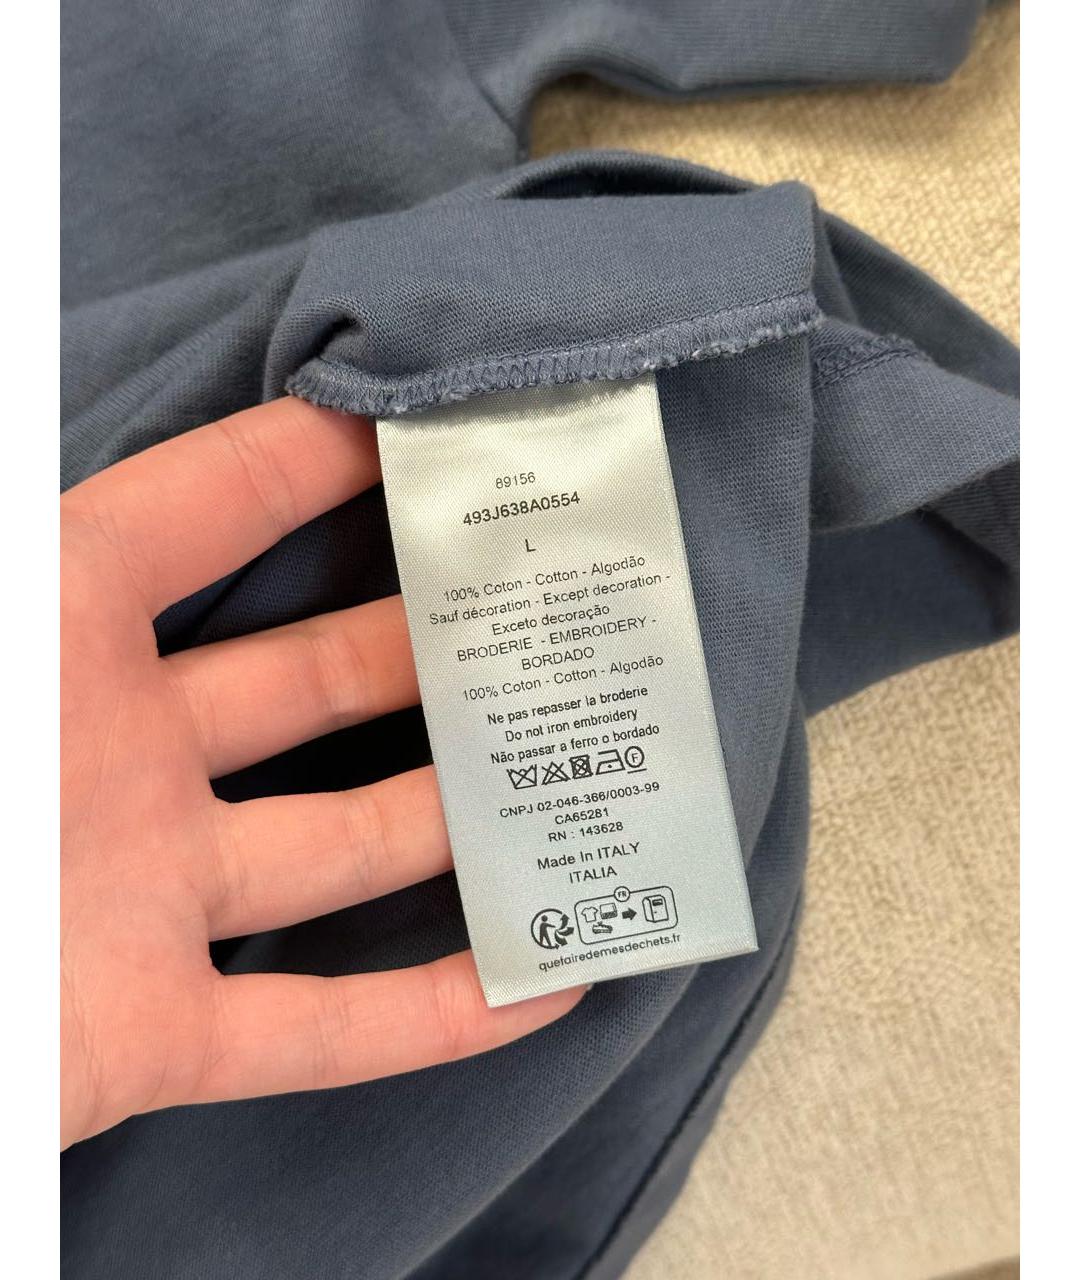 89156
493J638A0554
L
100% Coton - Cotton - Algodão
Sauf décoration - Except decoration -
Exceto decoração
BRODERIE - EMBROIDERY -
BORDADO
100% Coton - Cotton - Algodão
Ne pas repasser la broderie
Do not iron embroidery
Não passar a ferro o bordado
F
CNPJ 02-046-366/0003-99
CA65281
RN : 143628
Made In ITALY
ITALIA
FR
quefairedemesdechets.fr